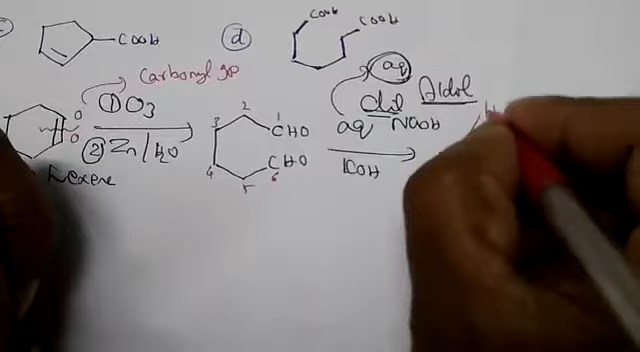 COOH
COOH
COOH
d
aq
Carbonyl gp
Aldol
① O3
O
O
2
1
CHO
dil
aq NaOH
② Zn/H2O
3
CHO
6
4
5
KOH